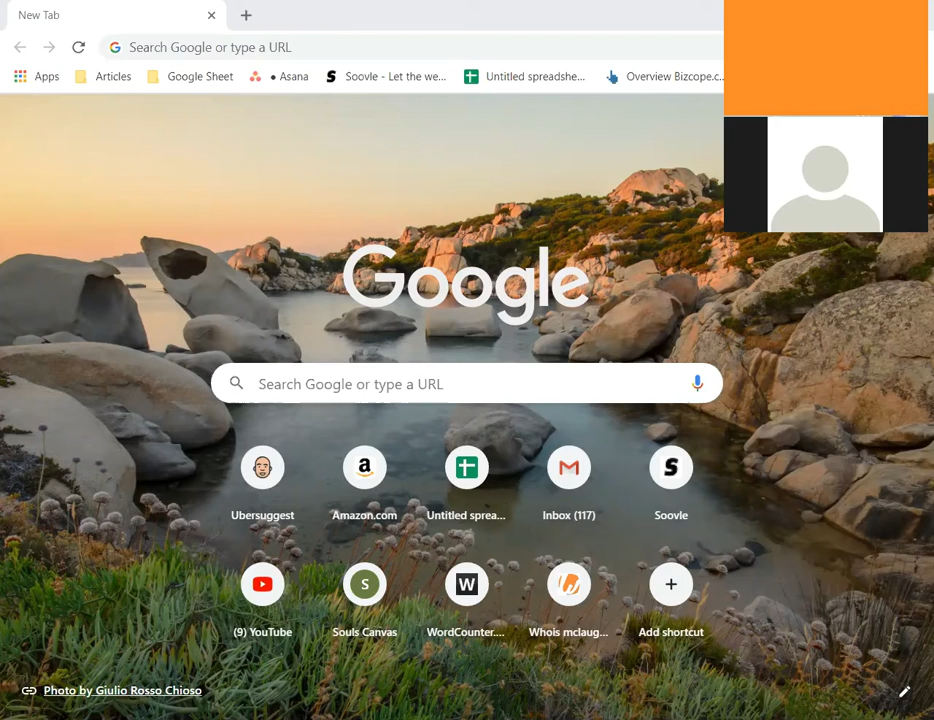 New Tab
Search Google or type a URL
Apps Articles Google Sheet • Asana Soovle - Let the we... Untitled spreadshe... Overview Bizcope.c...
Google
Search Google or type a URL
Ubersuggest Amazon.com Untitled sprea... Inbox (117) Soovle
(9) YouTube Souls Canvas WordCounter.... Whois mclaug... Add shortcut
Photo by Giulio Rosso Chioso